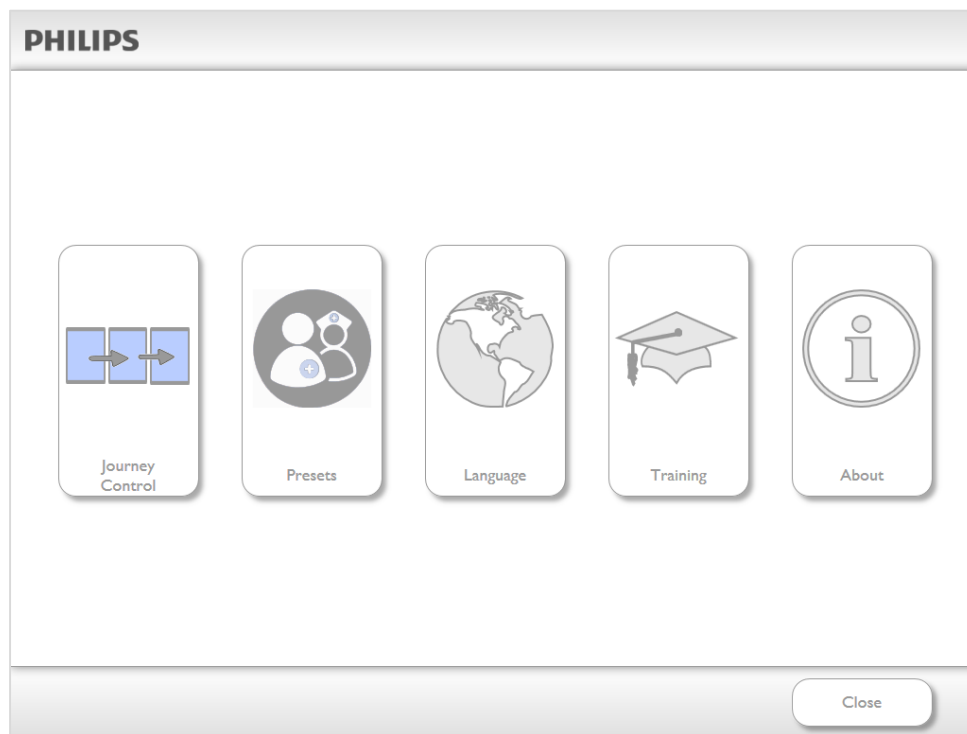 PHILIPS
Journey
Control
Presets
Language
Training
About
Close